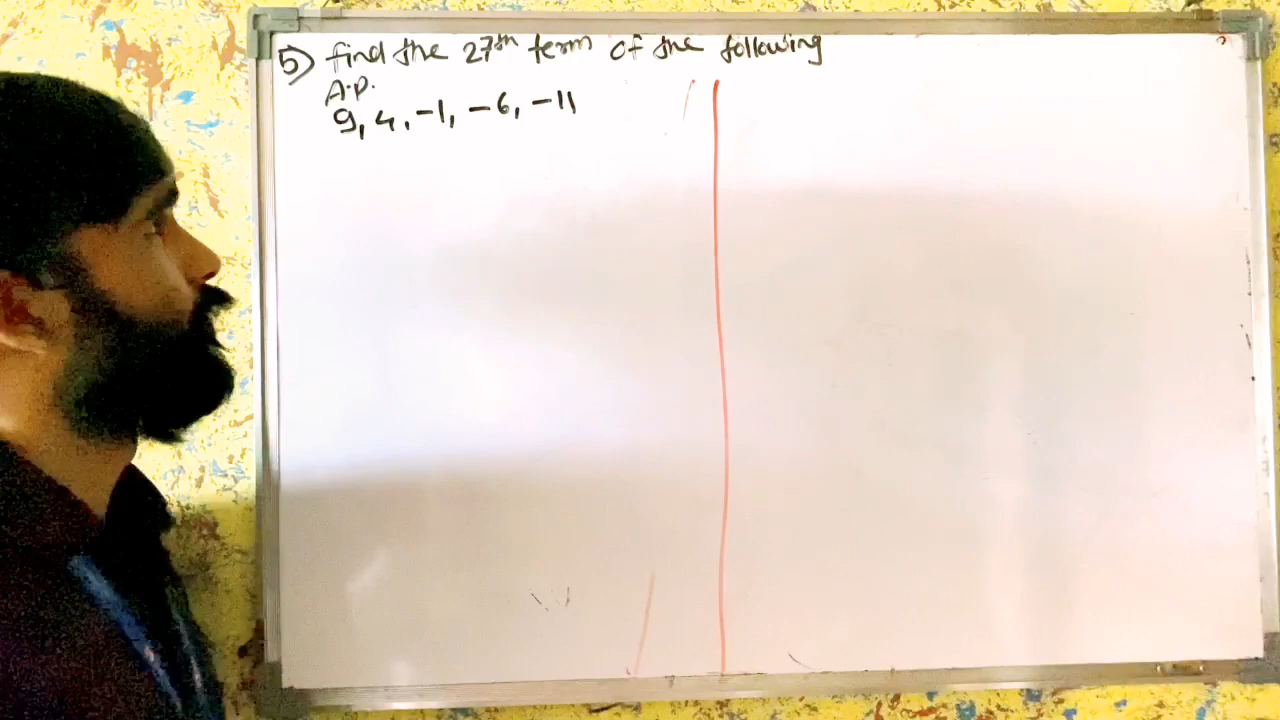 5) find the 27th term of the following
A.P.
9, 4, -1, -6, -11